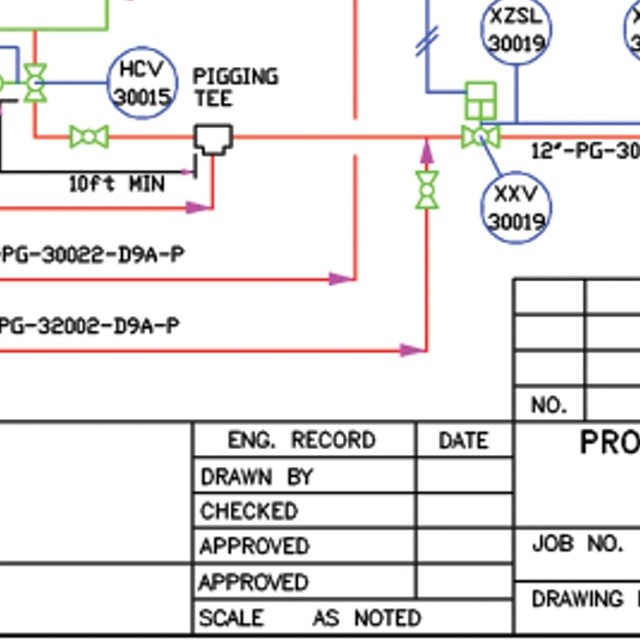 XZSL
30019
HCV
30015
PIGGING
TEE
12"-PG-30
10ft MIN
XXV
30019
-PG-30022-D9A-P
PG-32002-D9A-P
NO.
ENG. RECORD DATE
PRO
DRAWN BY
CHECKED
APPROVED
JOB NO.
APPROVED
DRAWING
SCALE AS NOTED